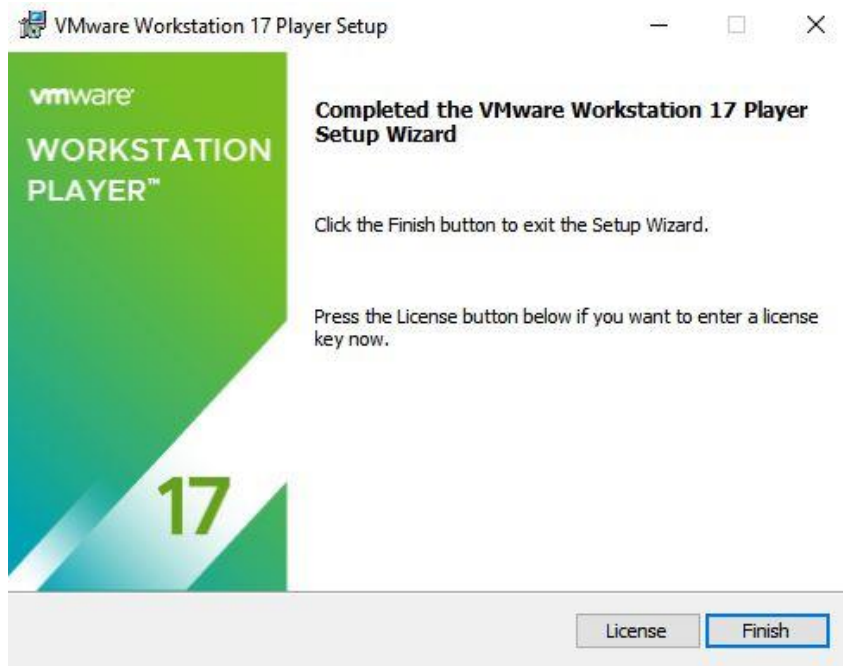 VMware Workstation 17 Player Setup
vmware
WORKSTATION
PLAYER™
17
Completed the VMware Workstation 17 Player
Setup Wizard
Click the Finish button to exit the Setup Wizard.
Press the License button below if you want to enter a license
key now.
License
Finish